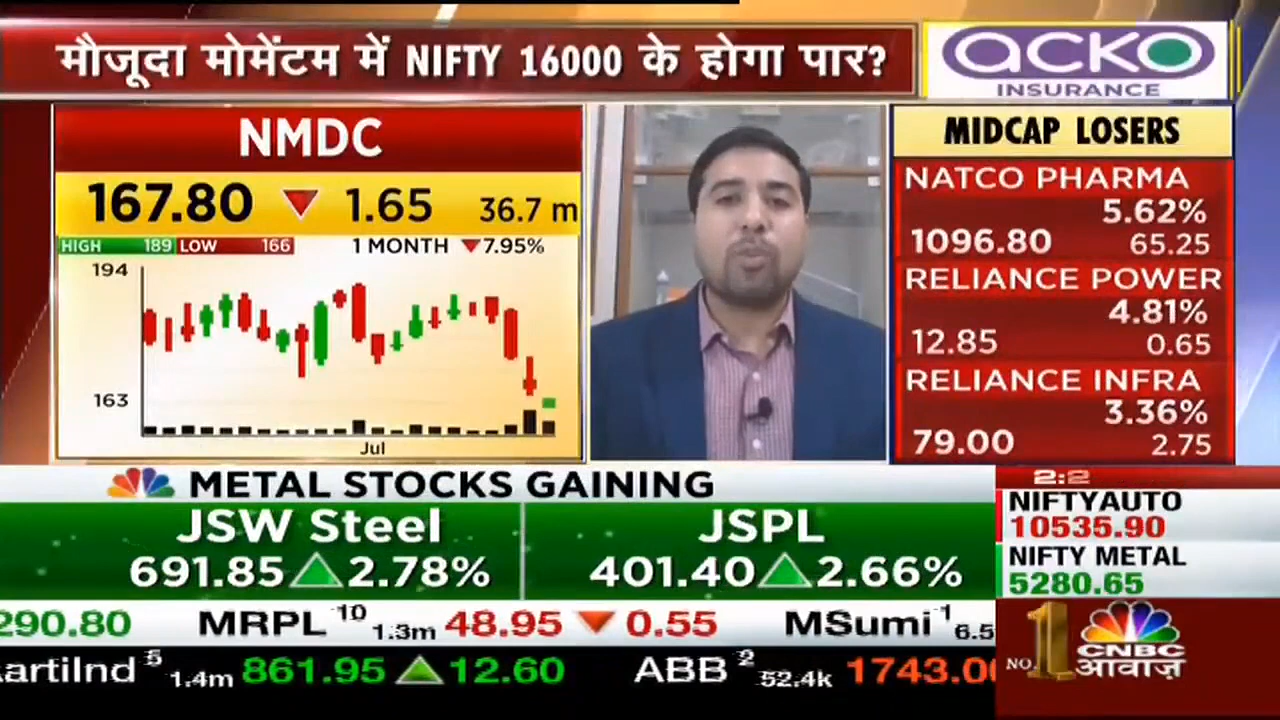 मौजूदा मोमेंटम में NIFTY 16000 के होगा पार?
acko
INSURANCE
NMDC
167.80 ▼ 1.65 36.7 m
HIGH 189 LOW 166 1 MONTH ▼7.95%
194
163
Jul
MIDCAP LOSERS
NATCO PHARMA
5.62%
1096.80 65.25
RELIANCE POWER
4.81%
12.85 0.65
RELIANCE INFRA
3.36%
79.00 2.75
METAL STOCKS GAINING
JSW Steel
691.85 ▲ 2.78%
JSPL
401.40 ▲ 2.66%
2:2
NIFTYAUTO
10535.90
NIFTY METAL
5280.65
290.80 MRPL 10 1.3m 48.95 ▼ 0.55 MSumi 1 6.5
artiInd 5 1.4m 861.95 ▲ 12.60 ABB 2 52.4k 1743.0
NO. 1 CNBC
आवाज़